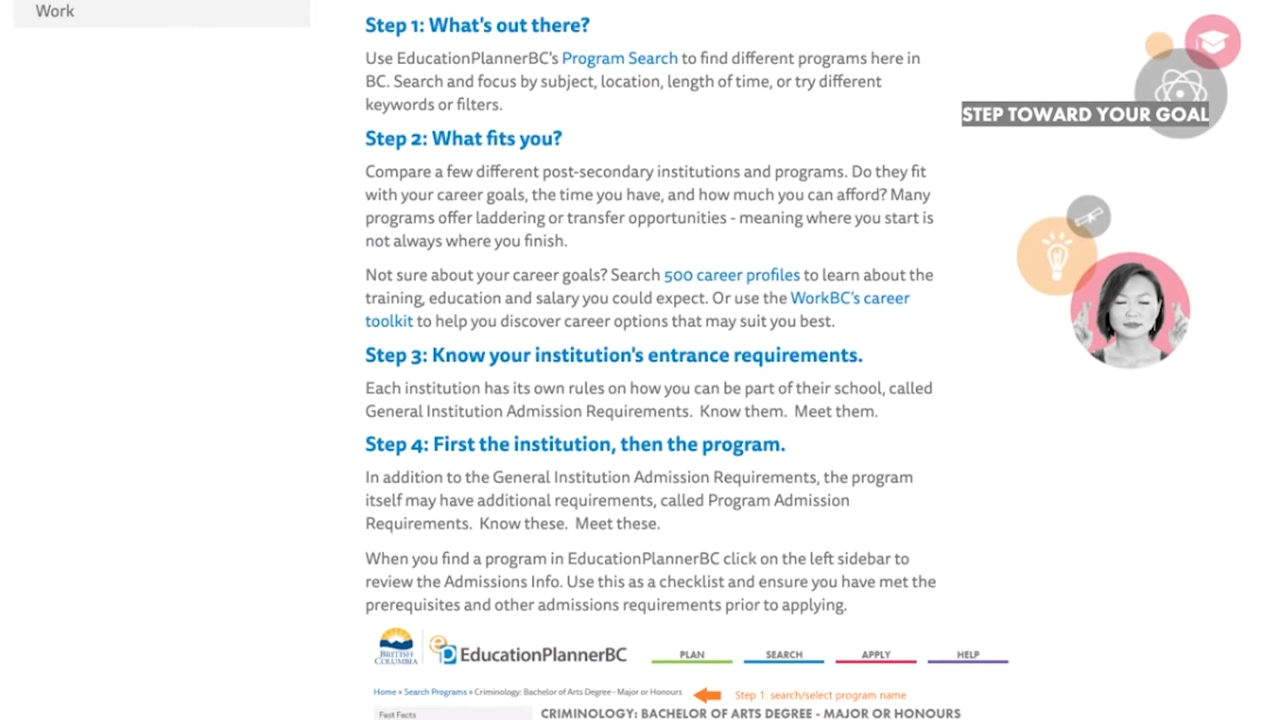 Work
Step 1: What's out there?
Use EducationPlannerBC's Program Search to find different programs here in
BC. Search and focus by subject, location, length of time, or try different
keywords or filters.
STEP TOWARD YOUR GOAL
Step 2: What fits you?
Compare a few different post-secondary institutions and programs. Do they fit
with your career goals, the time you have, and how much you can afford? Many
programs offer laddering or transfer opportunities - meaning where you start is
not always where you finish.
Not sure about your career goals? Search 500 career profiles to learn about the
training, education and salary you could expect. Or use the WorkBC's career
toolkit to help you discover career options that may suit you best.
Step 3: Know your institution's entrance requirements.
Each institution has its own rules on how you can be part of their school, called
General Institution Admission Requirements. Know them. Meet them.
Step 4: First the institution, then the program.
In addition to the General Institution Admission Requirements, the program
itself may have additional requirements, called Program Admission
Requirements. Know these. Meet these.
When you find a program in EducationPlannerBC click on the left sidebar to
review the Admissions Info. Use this as a checklist and ensure you have met the
prerequisites and other admissions requirements prior to applying.
BRITISH
COLUMBIA
eP EducationPlannerBC
PLAN SEARCH APPLY HELP
Home » Search Programs » Criminology: Bachelor of Arts Degree - Major or Honours
Step 1: search/select program name
Fast Facts
CRIMINOLOGY: BACHELOR OF ARTS DEGREE - MAJOR OR HONOURS